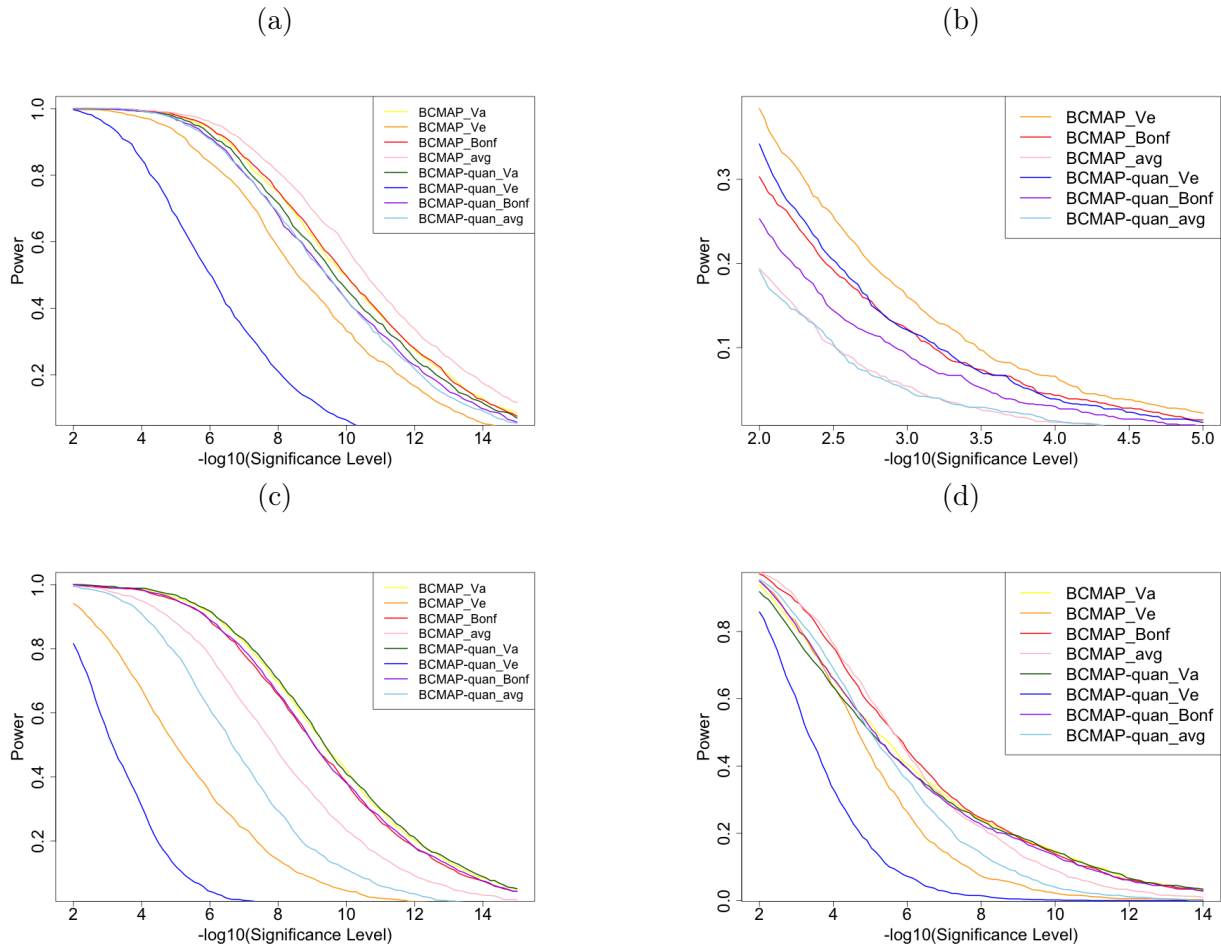 (a)
1.0
0.8
0.6
0.4
0.2
Power
BCMAP_Va
BCMAP_Ve
BCMAP_Bonf
BCMAP_avg
BCMAP-quan_Va
BCMAP-quan_Ve
BCMAP-quan_Bonf
BCMAP-quan_avg
2 4 6 8 10 12 14
-log10(Significance Level)
(b)
0.3
0.2
0.1
Power
BCMAP_Ve
BCMAP_Bonf
BCMAP_avg
BCMAP-quan_Ve
BCMAP-quan_Bonf
BCMAP-quan_avg
2.0 2.5 3.0 3.5 4.0 4.5 5.0
-log10(Significance Level)
(c)
1.0
0.8
0.6
0.4
0.2
Power
BCMAP_Va
BCMAP_Ve
BCMAP_Bonf
BCMAP_avg
BCMAP-quan_Va
BCMAP-quan_Ve
BCMAP-quan_Bonf
BCMAP-quan_avg
2 4 6 8 10 12 14
-log10(Significance Level)
(d)
0.8
0.6
0.4
0.2
0.0
Power
BCMAP_Va
BCMAP_Ve
BCMAP_Bonf
BCMAP_avg
BCMAP-quan_Va
BCMAP-quan_Ve
BCMAP-quan_Bonf
BCMAP-quan_avg
2 4 6 8 10 12 14
-log10(Significance Level)